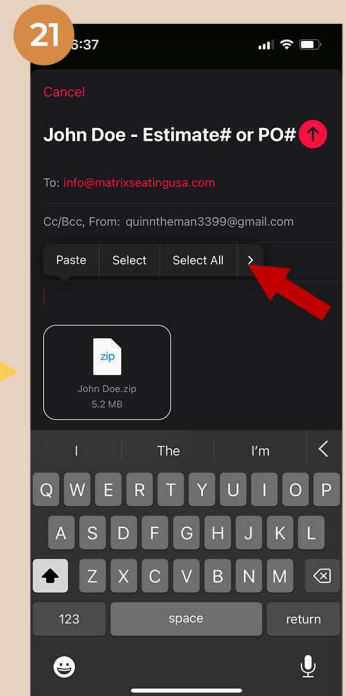 21
6:37
Cancel
John Doe - Estimate# or PO#
To: info@matrixseatingusa.com
Cc/Bcc, From: quinntheman3399@gmail.com
Paste Select Select All >
zip
John Doe.zip
5.2 MB
I The I'm
Q W E R T Y U I O P
A S D F G H J K L
Z X C V B N M
123 space return